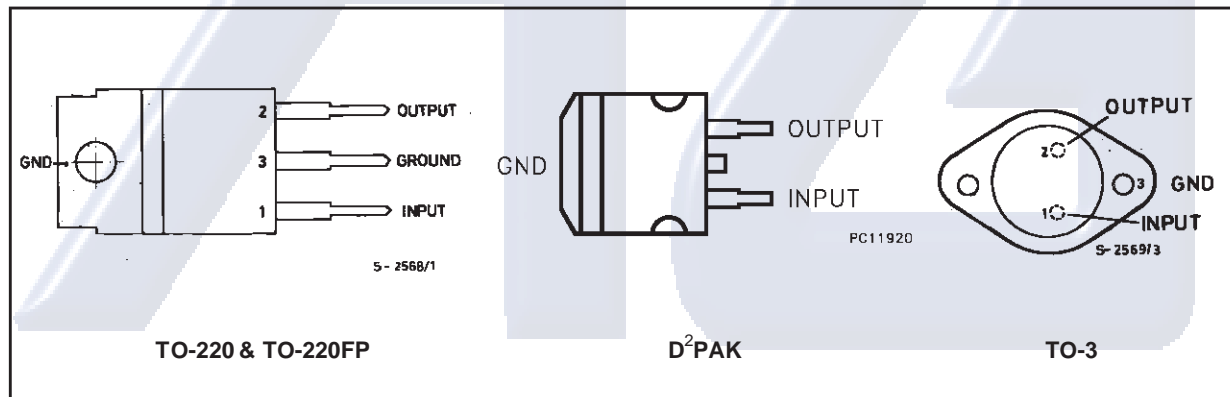 2
OUTPUT
GND
3
GROUND
1
INPUT
S-2568/1
TO-220 & TO-220FP
OUTPUT
GND
INPUT
PC11920
D²PAK
OUTPUT
2
3
GND
1
INPUT
S-2569/3
TO-3